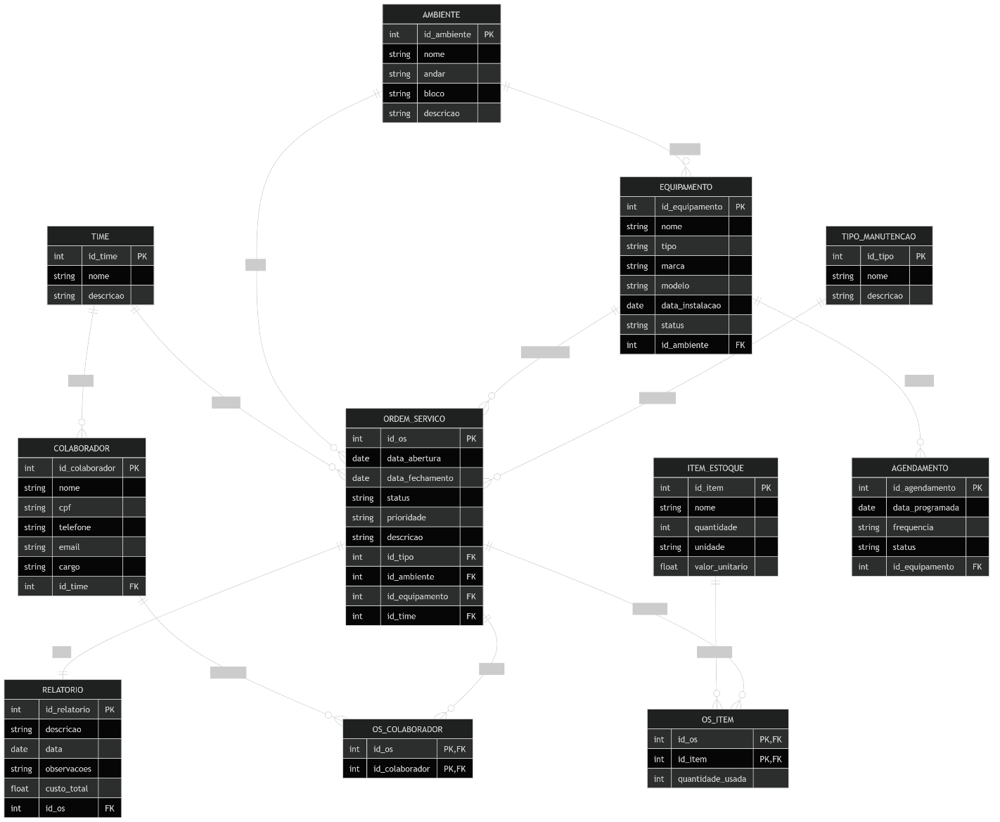 AMBIENTE
int id_ambiente PK
string nome
string andar
string bloco
string descricao
EQUIPAMENTO
int id_equipamento PK
string nome
string tipo
string marca
string modelo
date data_instalacao
string status
int id_ambiente FK
TIME
int id_time PK
string nome
string descricao
TIPO_MANUTENCAO
int id_tipo PK
string nome
string descricao
ORDEM_SERVICO
int id_os PK
date data_abertura
date data_fechamento
string status
string prioridade
string descricao
int id_tipo FK
int id_ambiente FK
int id_equipamento FK
int id_time FK
COLABORADOR
int id_colaborador PK
string nome
string cpf
string telefone
string email
string cargo
int id_time FK
ITEM_ESTOQUE
int id_item PK
string nome
int quantidade
string unidade
float valor_unitario
AGENDAMENTO
int id_agendamento PK
date data_programada
string frequencia
string status
int id_equipamento FK
RELATORIO
int id_relatorio PK
string descricao
date data
string observacoes
float custo_total
int id_os FK
OS_COLABORADOR
int id_os PK,FK
int id_colaborador PK,FK
OS_ITEM
int id_os PK,FK
int id_item PK,FK
int quantidade_usada